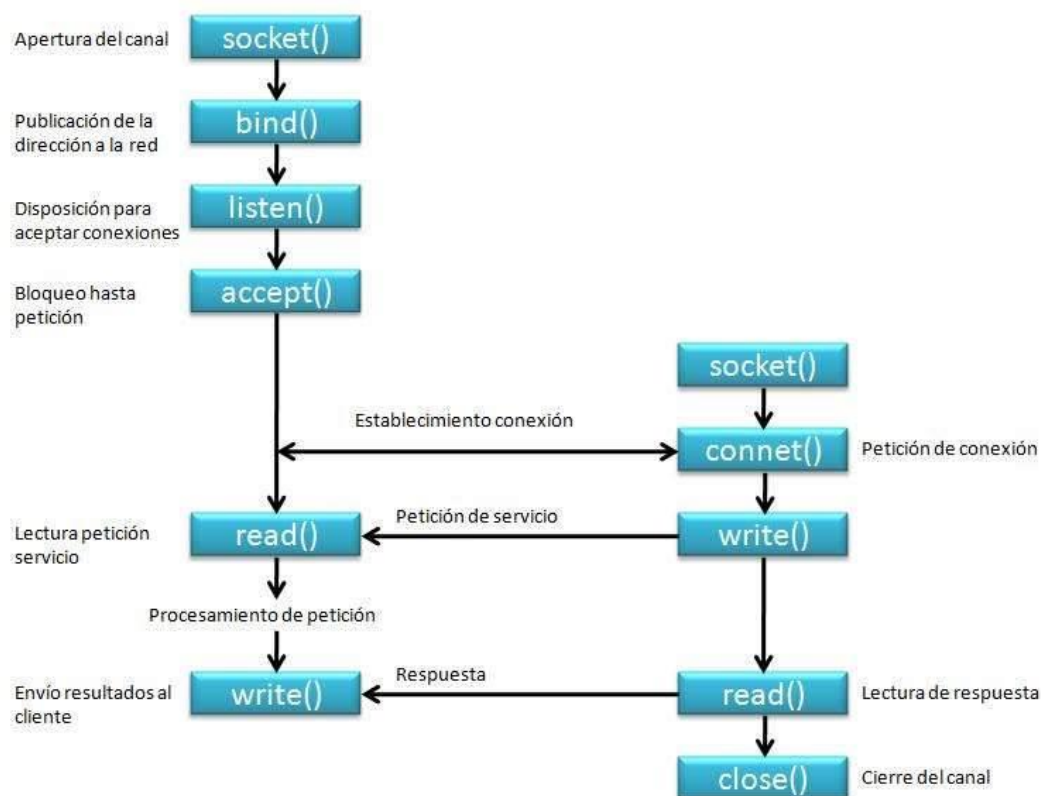 Apertura del canal
socket()
Publicación de la
dirección a la red
bind()
Disposición para
aceptar conexiones
listen()
Bloqueo hasta
petición
accept()
socket()
Establecimiento conexión
connet()
Petición de conexión
Lectura petición
servicio
read()
Petición de servicio
write()
Procesamiento de petición
Envío resultados al
cliente
write()
Respuesta
read()
Lectura de respuesta
close()
Cierre del canal